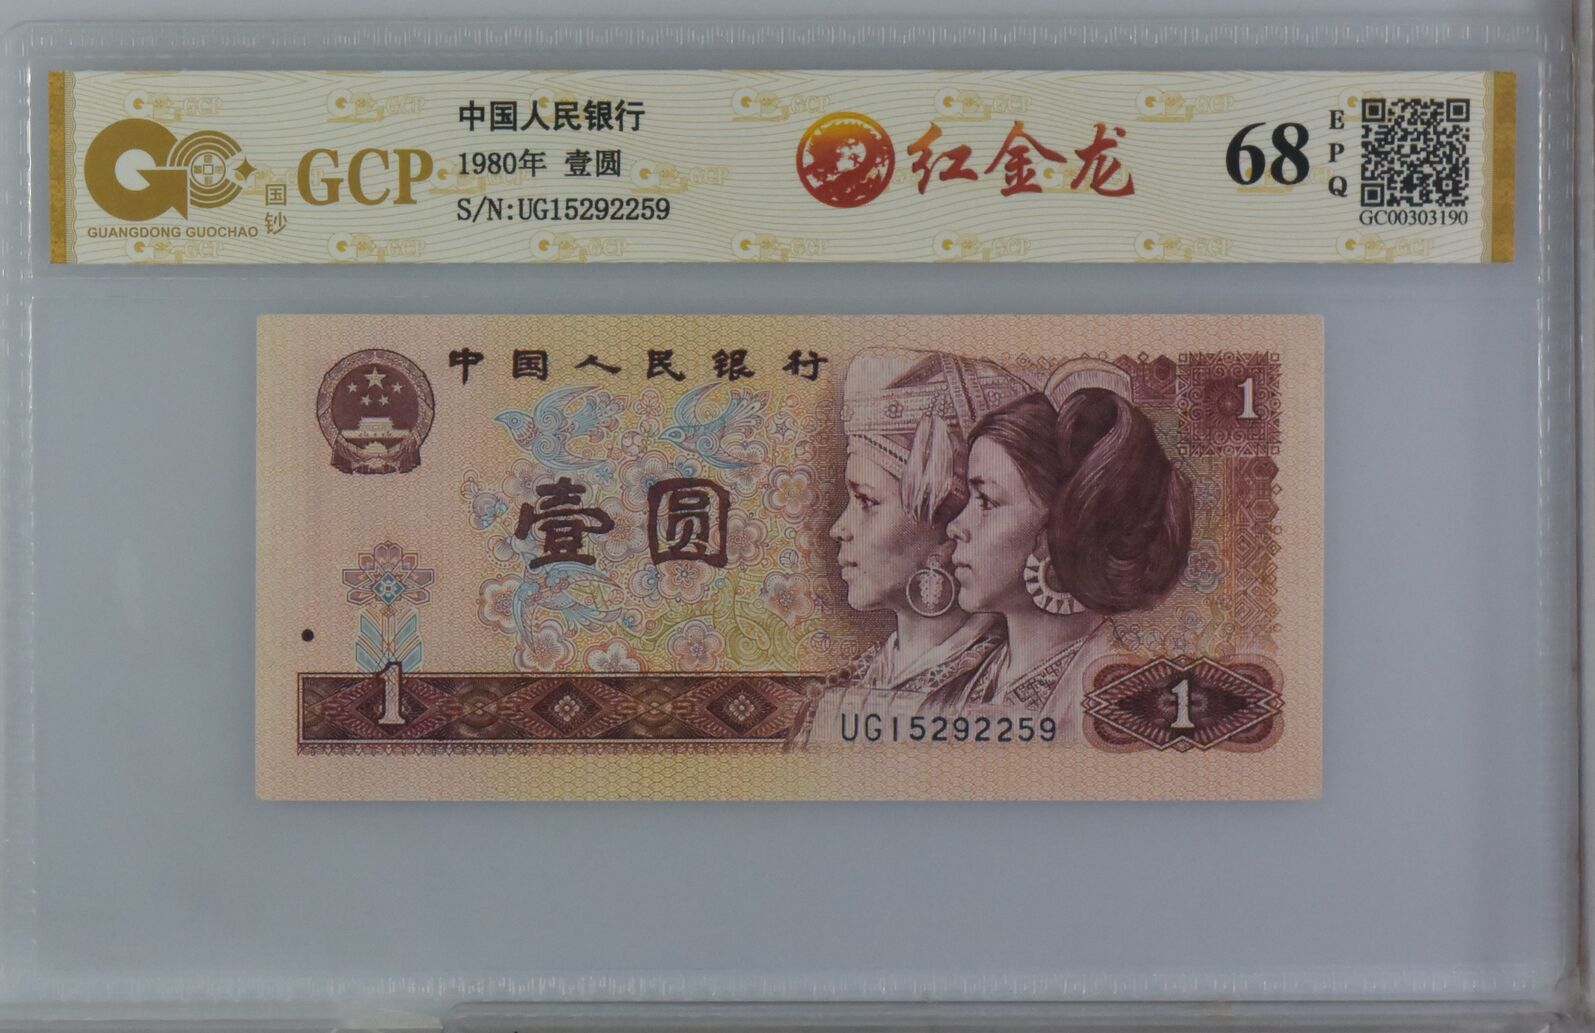 GCP
国钞
GUANGDONG GUOCHAO
中国人民银行
1980年 壹圆
S/N:UG15292259
红金龙
68
EPQ
GC00303190
中国人民银行
1
壹圆
1
UG15292259
1